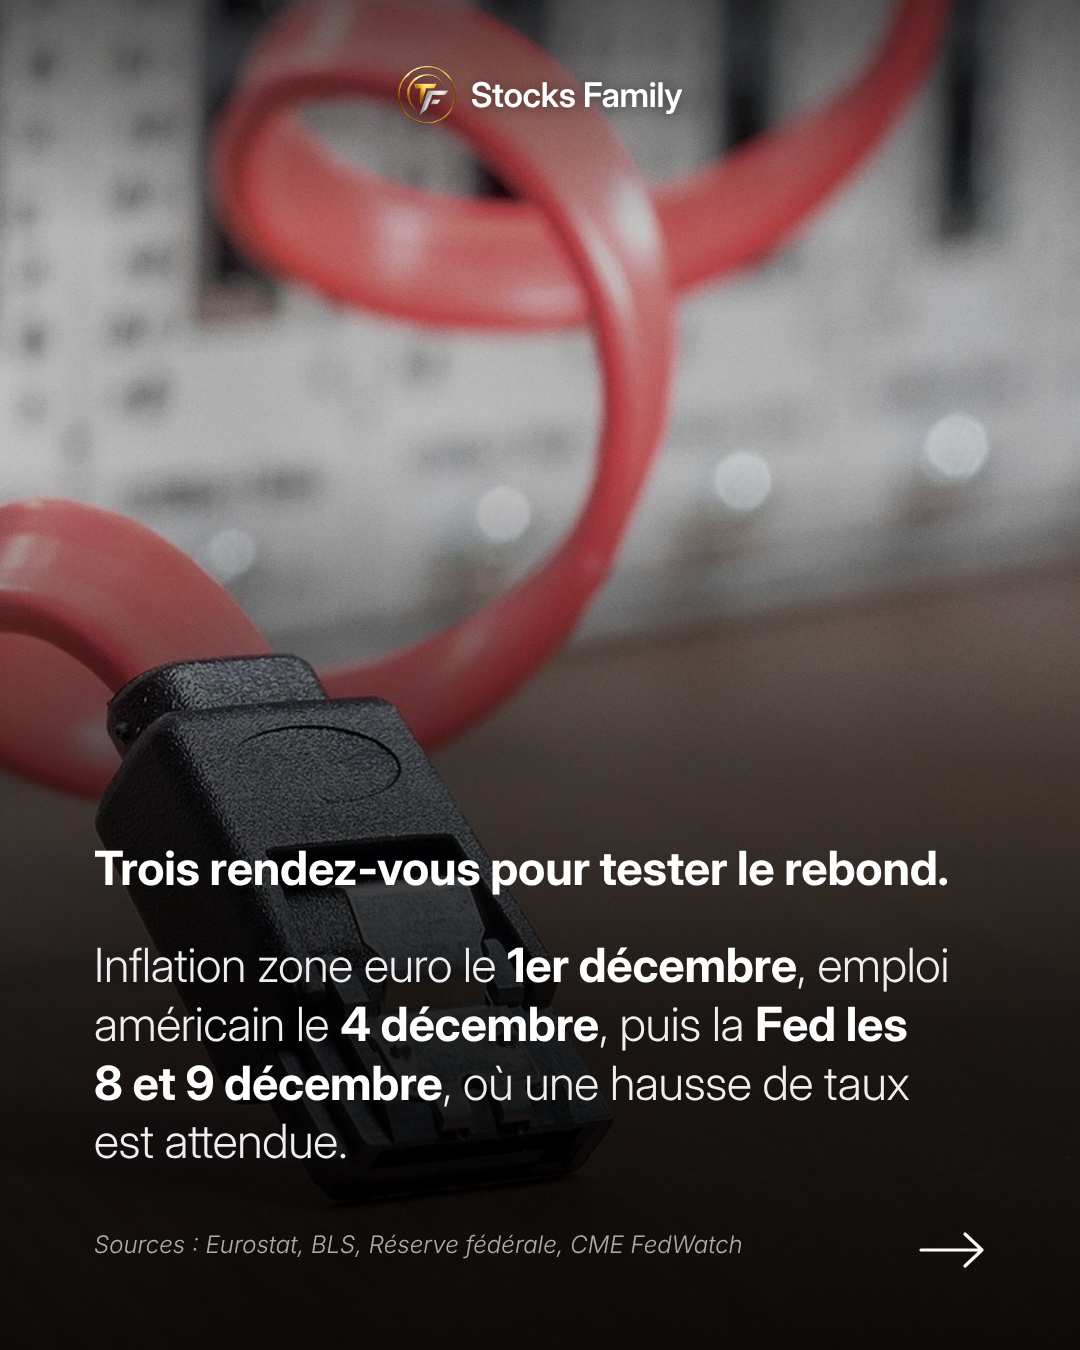 Stocks Family
Trois rendez-vous pour tester le rebond.
Inflation zone euro le 1er décembre, emploi
américain le 4 décembre, puis la Fed les
8 et 9 décembre, où une hausse de taux
est attendue.
Sources : Eurostat, BLS, Réserve fédérale, CME FedWatch